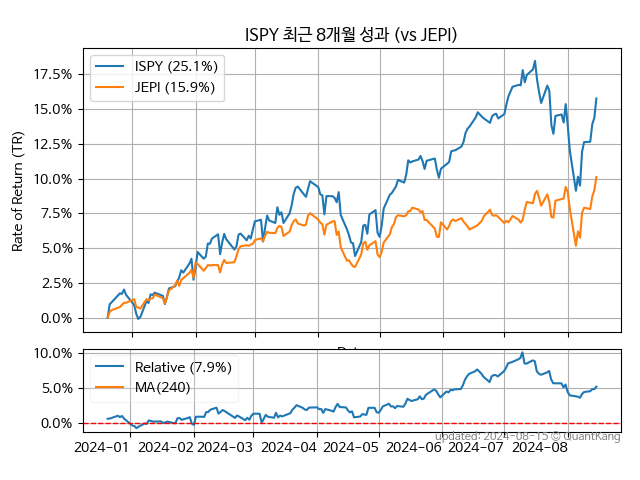 ISPY 최근 8개월 성과 (vs JEPI)
Rate of Return (TR)
17.5%
15.0%
12.5%
10.0%
7.5%
5.0%
2.5%
0.0%
ISPY (25.1%)
JEPI (15.9%)
10.0%
5.0%
0.0%
Relative (7.9%)
MA(240)
updated: 2024-08-15 © QuantKang
2024-01
2024-02
2024-03
2024-04
2024-05
2024-06
2024-07
2024-08